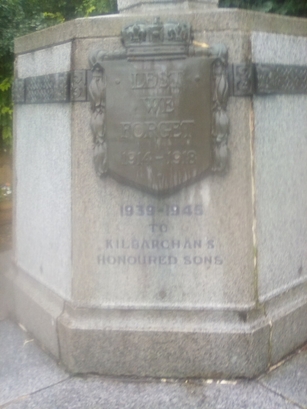 LEST
WE
FORGET
1914-1918
1939-1945
TO
KILBARCHAN'S
HONOURED SONS